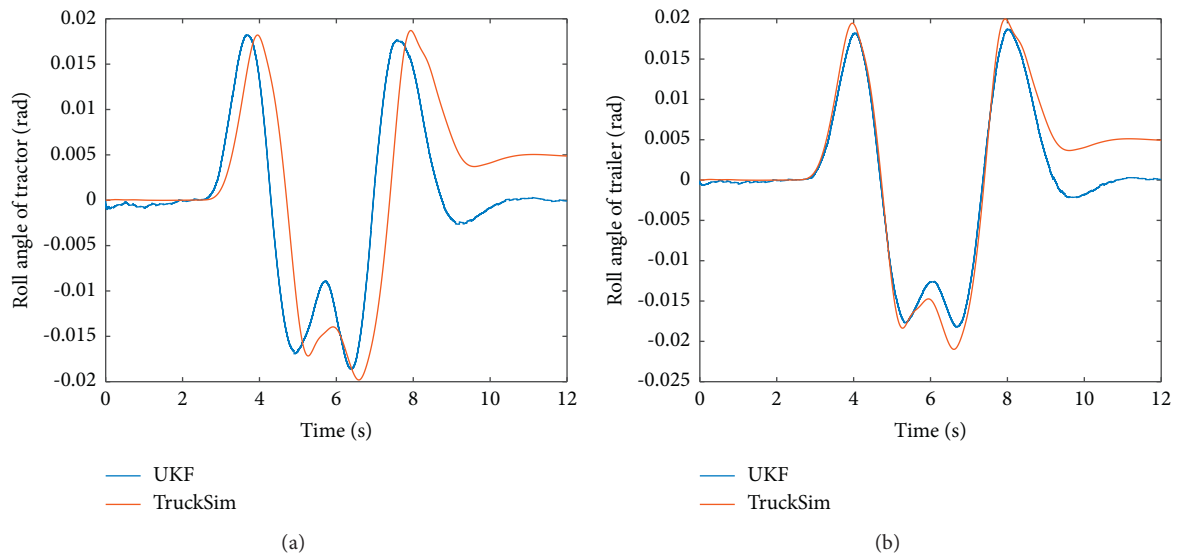 0.02
0.015
0.01
0.005
0
-0.005
-0.01
-0.015
-0.02
Roll angle of tractor (rad)
0 2 4 6 8 10 12
Time (s)
UKF
TruckSim
(a)
0.02
0.015
0.01
0.005
0
-0.005
-0.01
-0.015
-0.02
-0.025
Roll angle of trailer (rad)
0 2 4 6 8 10 12
Time (s)
UKF
TruckSim
(b)